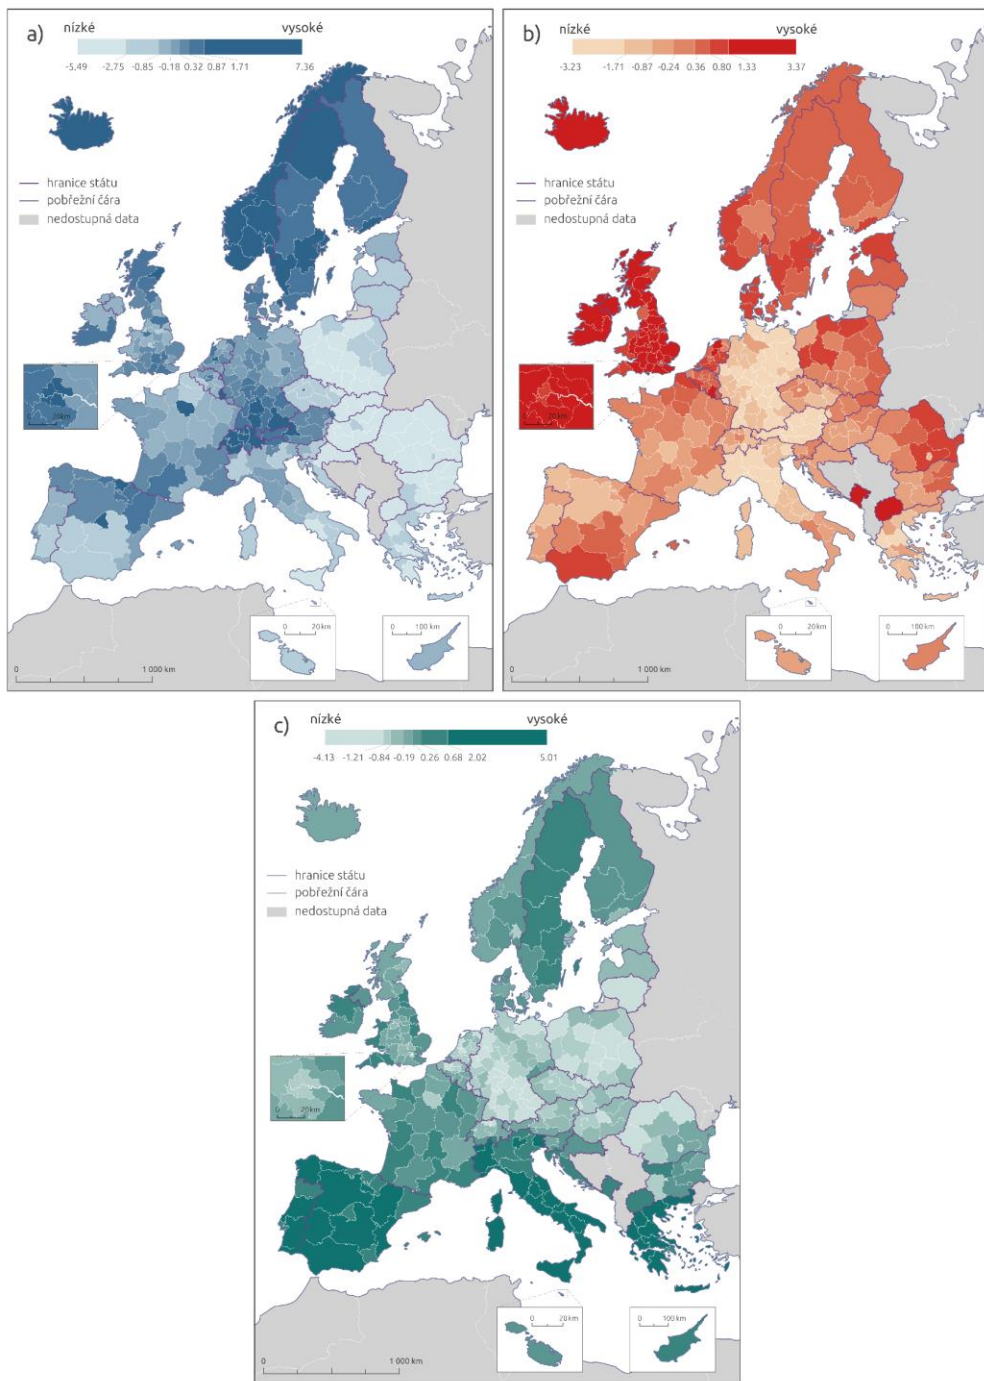 a)
nízké vysoké
-5.49 -2.75 -0.85 -0.18 0.32 0.87 1.71 7.36
hranice státu
pobřežní čára
nedostupná data
0 20km
0 20km
0 100 km
0 1 000 km
b)
nízké vysoké
-3.23 -1.71 -0.87 -0.24 0.36 0.80 1.33 3.37
hranice státu
pobřežní čára
nedostupná data
0 20km
0 20km
0 100 km
0 1 000 km
c)
nízké vysoké
-4.13 -1.21 -0.84 -0.19 0.26 0.68 2.02 5.01
hranice státu
pobřežní čára
nedostupná data
0 20km
0 20km
0 100 km
0 1 000 km